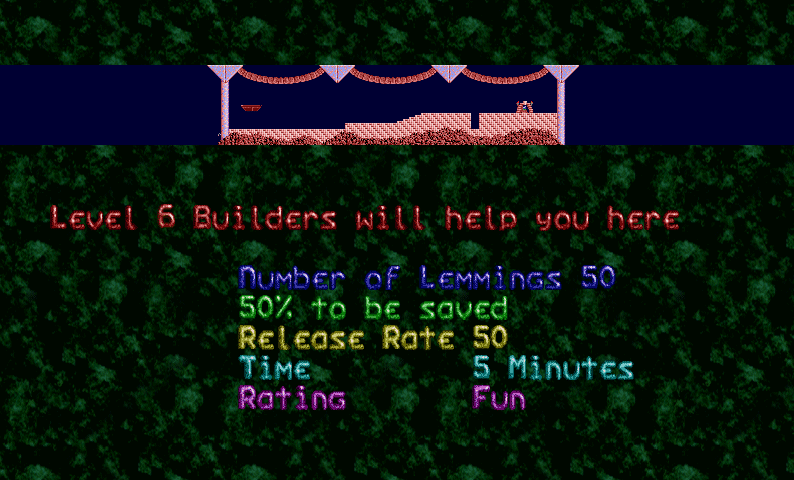 Level 6 Builders will help you here
Number of Lemmings 50
50% to be saved
Release Rate 50
Time 5 Minutes
Rating Fun